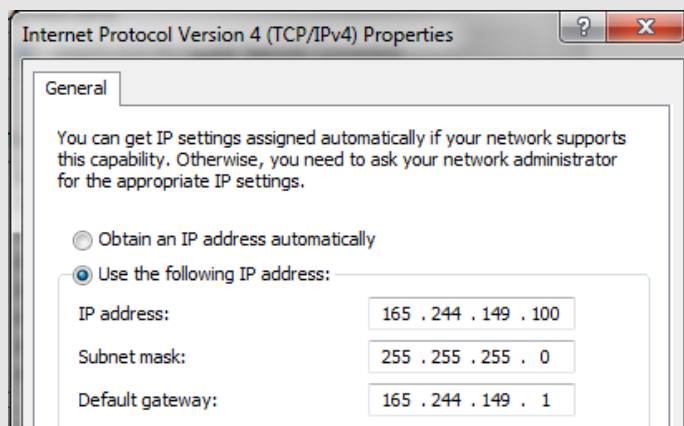 Internet Protocol Version 4 (TCP/IPv4) Properties
General
You can get IP settings assigned automatically if your network supports
this capability. Otherwise, you need to ask your network administrator
for the appropriate IP settings.
Obtain an IP address automatically
Use the following IP address:
IP address: 165 . 244 . 149 . 100
Subnet mask: 255 . 255 . 255 . 0
Default gateway: 165 . 244 . 149 . 1